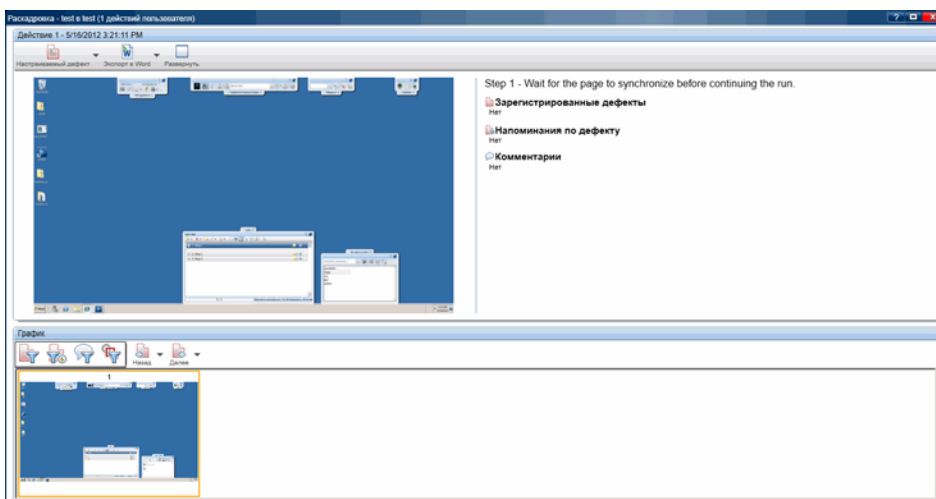 Раскадровка - test в test (1 действий пользователя)
Действие 1 - 5/16/2012 3:21:11 PM
Настраиваемый дефект Экспорт в Word Развернуть
Step 1 - Wait for the page to synchronize before continuing the run.
Зарегистрированные дефекты
Нет
Напоминания по дефекту
Нет
Комментарии
Нет
График
Назад Далее
1